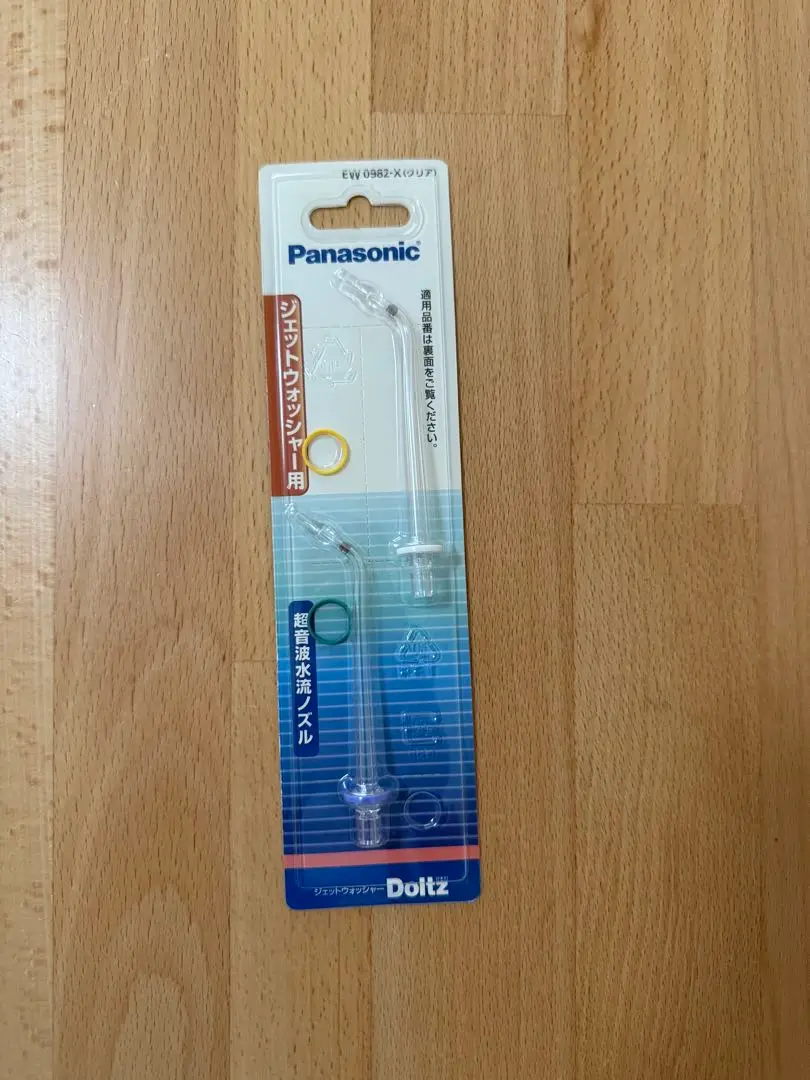 EW0982-X(クリア)
Panasonic
適用品番は裏面をご覧ください。
ジェットウォッシャー用
超音波水流ノズル
ジェットウォッシャー Doltz